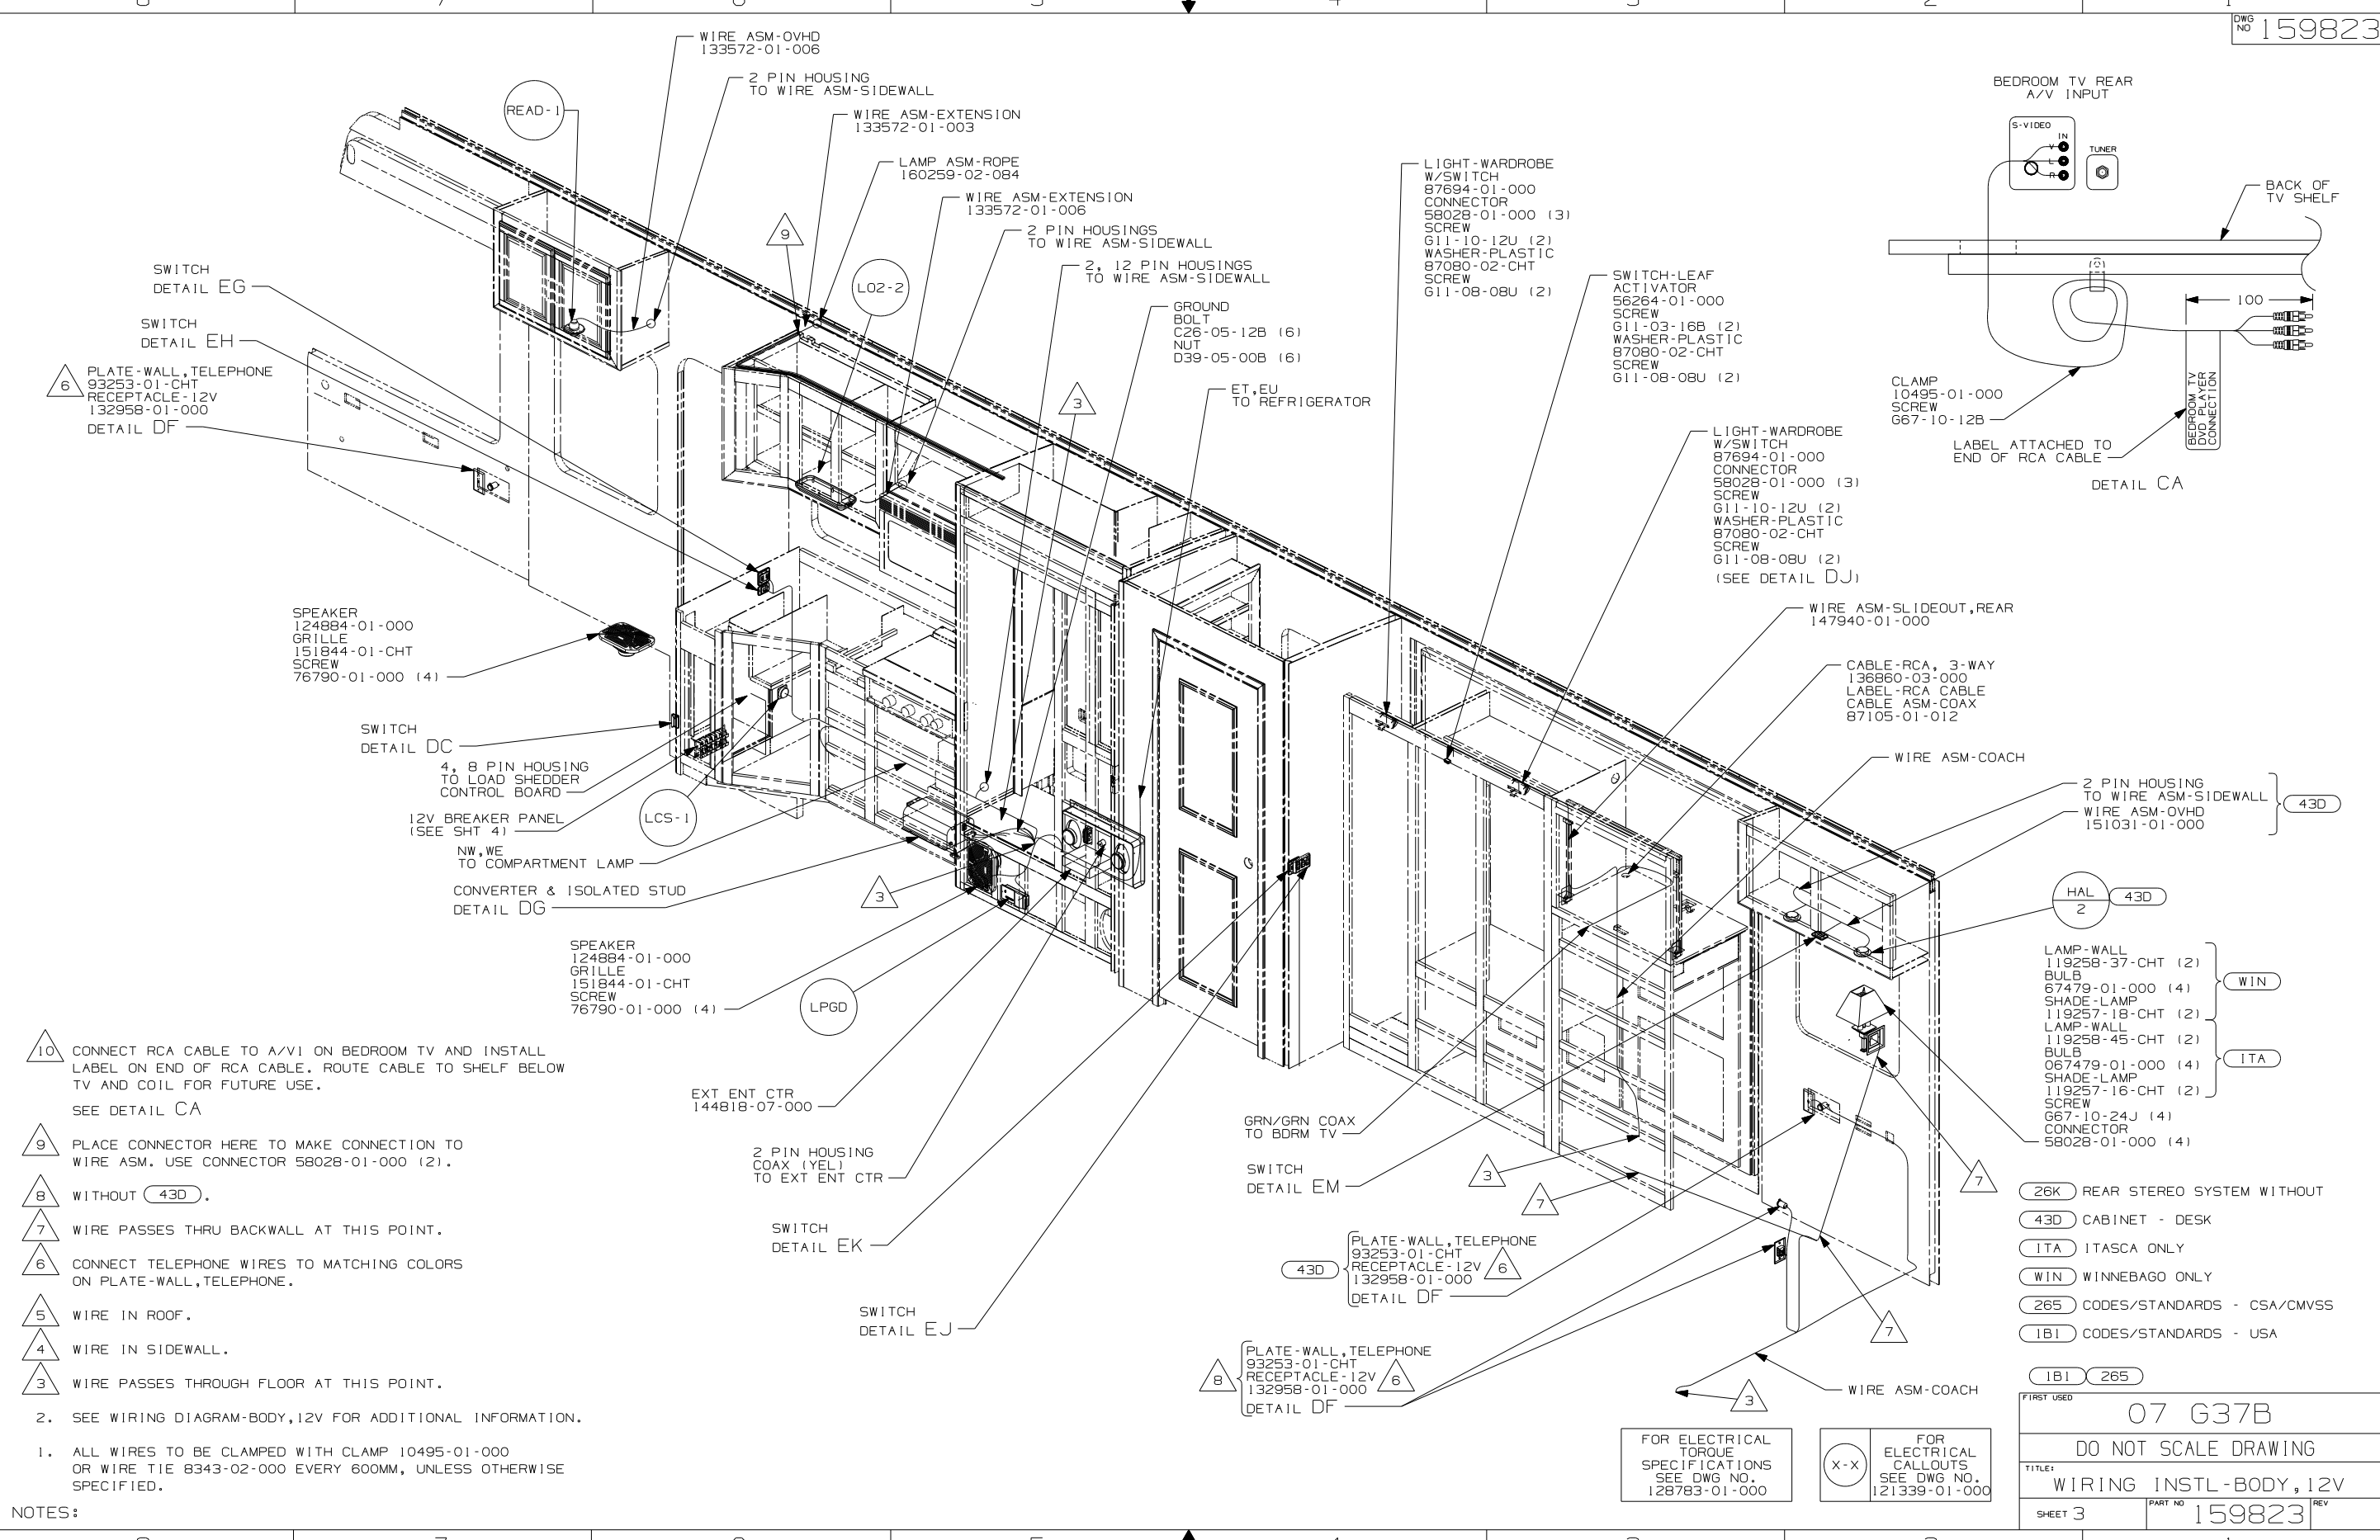 DWG NO 159823
WIRE ASM-OVHD
133572-01-006
2 PIN HOUSING
TO WIRE ASM-SIDEWALL
READ-1
WIRE ASM-EXTENSION
133572-01-003
LAMP ASM-ROPE
160259-02-084
WIRE ASM-EXTENSION
133572-01-006
9
2 PIN HOUSINGS
TO WIRE ASM-SIDEWALL
L02-2
2, 12 PIN HOUSINGS
TO WIRE ASM-SIDEWALL
GROUND
BOLT
C26-05-12B (6)
NUT
D39-05-00B (6)
3
ET,EU
TO REFRIGERATOR
SWITCH
DETAIL EG
SWITCH
DETAIL EH
6
PLATE-WALL,TELEPHONE
93253-01-CHT
RECEPTACLE-12V
132958-01-000
DETAIL DF
LIGHT-WARDROBE
W/SWITCH
87694-01-000
CONNECTOR
58028-01-000 (3)
SCREW
G11-10-12U (2)
WASHER-PLASTIC
87080-02-CHT
SCREW
G11-08-08U (2)
SWITCH-LEAF
ACTIVATOR
56264-01-000
SCREW
G11-03-16B (2)
WASHER-PLASTIC
87080-02-CHT
SCREW
G11-08-08U (2)
LIGHT-WARDROBE
W/SWITCH
87694-01-000
CONNECTOR
58028-01-000 (3)
SCREW
G11-10-12U (2)
WASHER-PLASTIC
87080-02-CHT
SCREW
G11-08-08U (2)
(SEE DETAIL DJ)
BEDROOM TV REAR
A/V INPUT
S-VIDEO
IN
V
L
R
TUNER
BACK OF
TV SHELF
100
CLAMP
10495-01-000
SCREW
G67-10-12B
BEDROOM TV
DVD PLAYER
CONNECTION
LABEL ATTACHED TO
END OF RCA CABLE
DETAIL CA
WIRE ASM-SLIDEOUT,REAR
147940-01-000
CABLE-RCA, 3-WAY
136860-03-000
LABEL-RCA CABLE
CABLE ASM-COAX
87105-01-012
WIRE ASM-COACH
2 PIN HOUSING
TO WIRE ASM-SIDEWALL
WIRE ASM-OVHD
151031-01-000
43D
HAL
2
43D
LAMP-WALL
119258-37-CHT (2)
BULB
67479-01-000 (4)
SHADE-LAMP
119257-18-CHT (2)
WIN
LAMP-WALL
119258-45-CHT (2)
BULB
067479-01-000 (4)
SHADE-LAMP
119257-16-CHT (2)
ITA
SCREW
G67-10-24J (4)
CONNECTOR
58028-01-000 (4)
7
SPEAKER
124884-01-000
GRILLE
151844-01-CHT
SCREW
76790-01-000 (4)
SWITCH
DETAIL DC
4, 8 PIN HOUSING
TO LOAD SHEDDER
CONTROL BOARD
12V BREAKER PANEL
(SEE SHT 4)
LCS-1
NW,WE
TO COMPARTMENT LAMP
CONVERTER & ISOLATED STUD
DETAIL DG
3
SPEAKER
124884-01-000
GRILLE
151844-01-CHT
SCREW
76790-01-000 (4)
LPGD
EXT ENT CTR
144818-07-000
2 PIN HOUSING
COAX (YEL)
TO EXT ENT CTR
SWITCH
DETAIL EK
SWITCH
DETAIL EJ
GRN/GRN COAX
TO BDRM TV
SWITCH
DETAIL EM
3
7
43D
PLATE-WALL,TELEPHONE
93253-01-CHT
RECEPTACLE-12V
132958-01-000
6
DETAIL DF
8
PLATE-WALL,TELEPHONE
93253-01-CHT
RECEPTACLE-12V
132958-01-000
6
DETAIL DF
7
WIRE ASM-COACH
3
10 CONNECT RCA CABLE TO A/V1 ON BEDROOM TV AND INSTALL
LABEL ON END OF RCA CABLE. ROUTE CABLE TO SHELF BELOW
TV AND COIL FOR FUTURE USE.
SEE DETAIL CA
9 PLACE CONNECTOR HERE TO MAKE CONNECTION TO
WIRE ASM. USE CONNECTOR 58028-01-000 (2).
8 WITHOUT 43D.
7 WIRE PASSES THRU BACKWALL AT THIS POINT.
6 CONNECT TELEPHONE WIRES TO MATCHING COLORS
ON PLATE-WALL,TELEPHONE.
5 WIRE IN ROOF.
4 WIRE IN SIDEWALL.
3 WIRE PASSES THROUGH FLOOR AT THIS POINT.
2. SEE WIRING DIAGRAM-BODY,12V FOR ADDITIONAL INFORMATION.
1. ALL WIRES TO BE CLAMPED WITH CLAMP 10495-01-000
OR WIRE TIE 8343-02-000 EVERY 600MM, UNLESS OTHERWISE
SPECIFIED.
NOTES:
26K REAR STEREO SYSTEM WITHOUT
43D CABINET - DESK
ITA ITASCA ONLY
WIN WINNEBAGO ONLY
265 CODES/STANDARDS - CSA/CMVSS
1B1 CODES/STANDARDS - USA
1B1 265
FOR ELECTRICAL
TORQUE
SPECIFICATIONS
SEE DWG NO.
128783-01-000
X-X
FOR
ELECTRICAL
CALLOUTS
SEE DWG NO.
121339-01-000
FIRST USED
07 G37B
DO NOT SCALE DRAWING
TITLE:
WIRING INSTL-BODY,12V
SHEET 3
PART NO 159823
REV